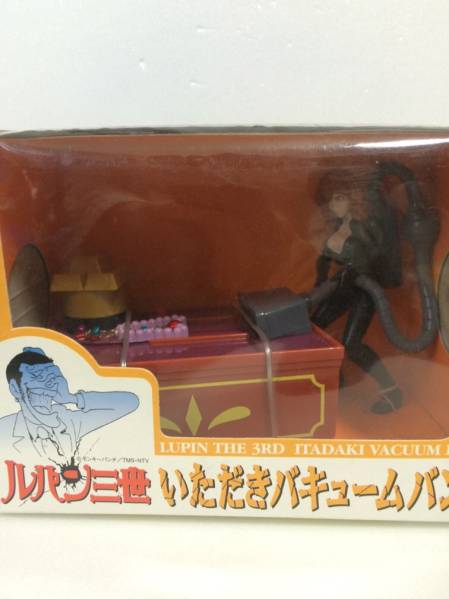 LUPIN THE 3RD ITADAKI VACUUM
©モンキーパンチ/TMS・NTV
ルパン三世
いただきバキュームバン